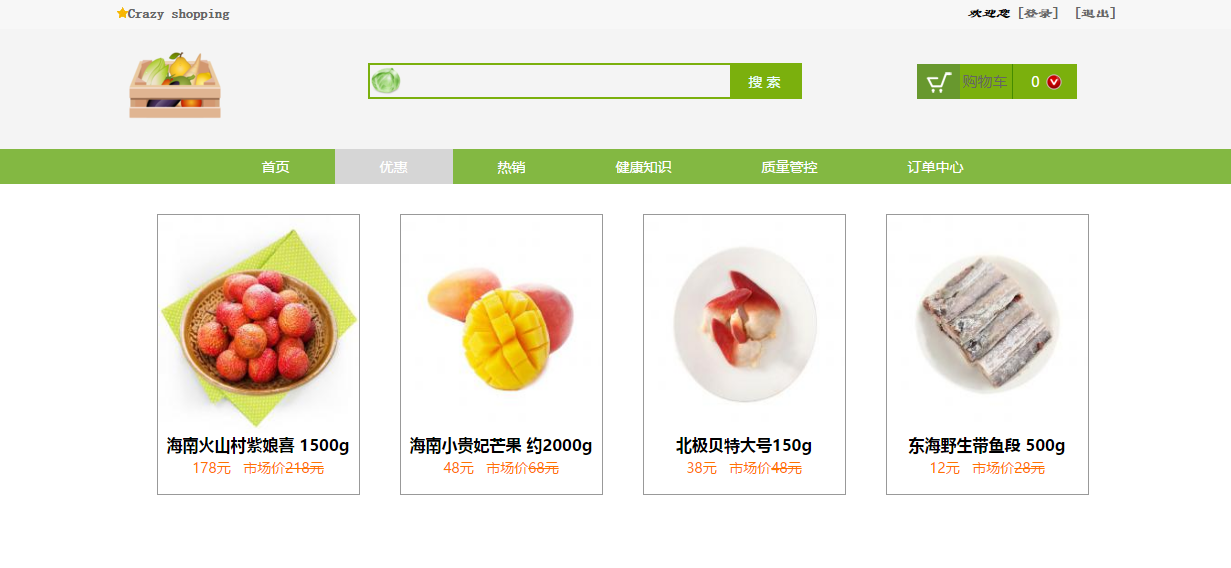 Crazy shopping
欢迎您 [登录] [退出]
搜 索
购物车 0
首页 优惠 热销 健康知识 质量管控 订单中心
海南火山村紫娘喜 1500g
178元 市场价218元
海南小贵妃芒果 约2000g
48元 市场价68元
北极贝特大号150g
38元 市场价48元
东海野生带鱼段 500g
12元 市场价28元